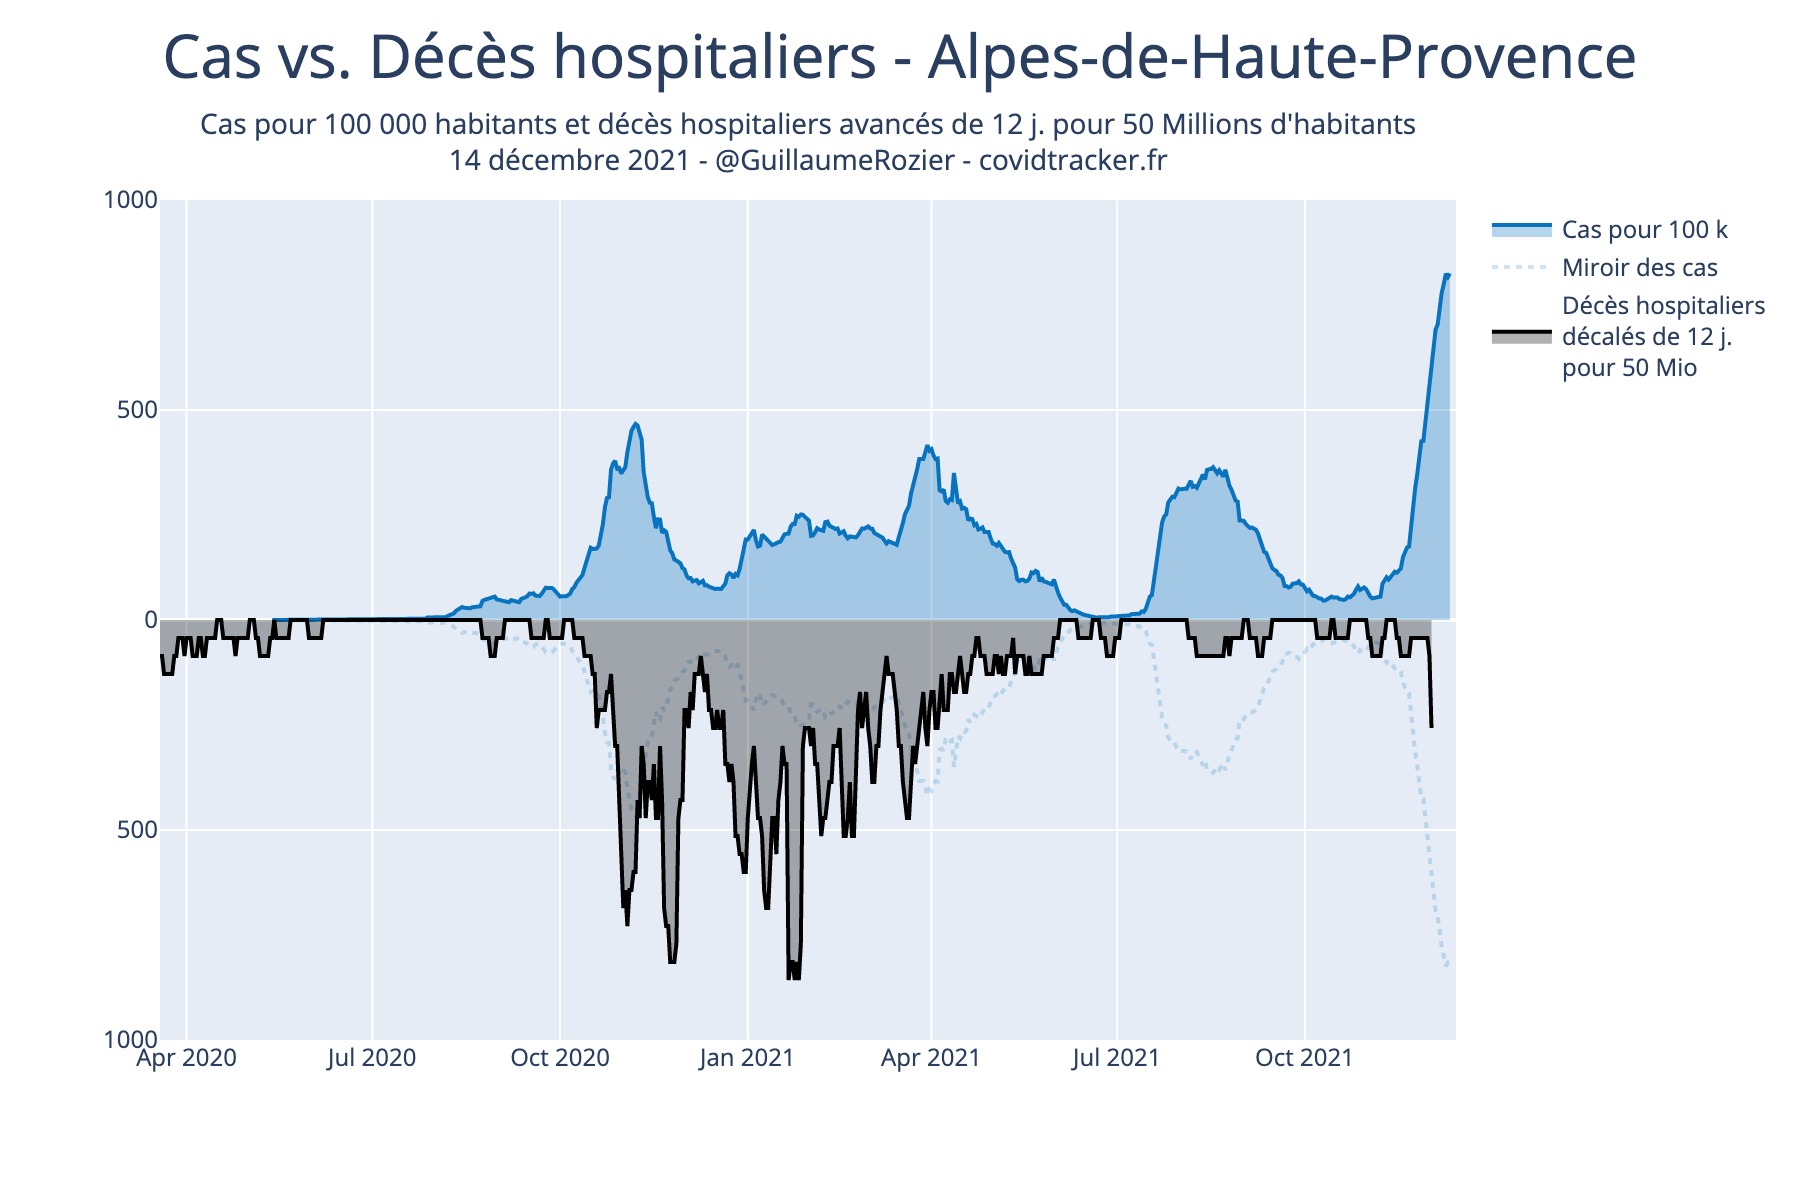 Cas vs. Décès hospitaliers - Alpes-de-Haute-Provence
Cas pour 100 000 habitants et décès hospitaliers avancés de 12 j. pour 50 Millions d'habitants
14 décembre 2021 - @GuillaumeRozier - covidtracker.fr
1000
500
0
500
1000
Apr 2020
Jul 2020
Oct 2020
Jan 2021
Apr 2021
Jul 2021
Oct 2021
Cas pour 100 k
Miroir des cas
Décès hospitaliers
décalés de 12 j.
pour 50 Mio